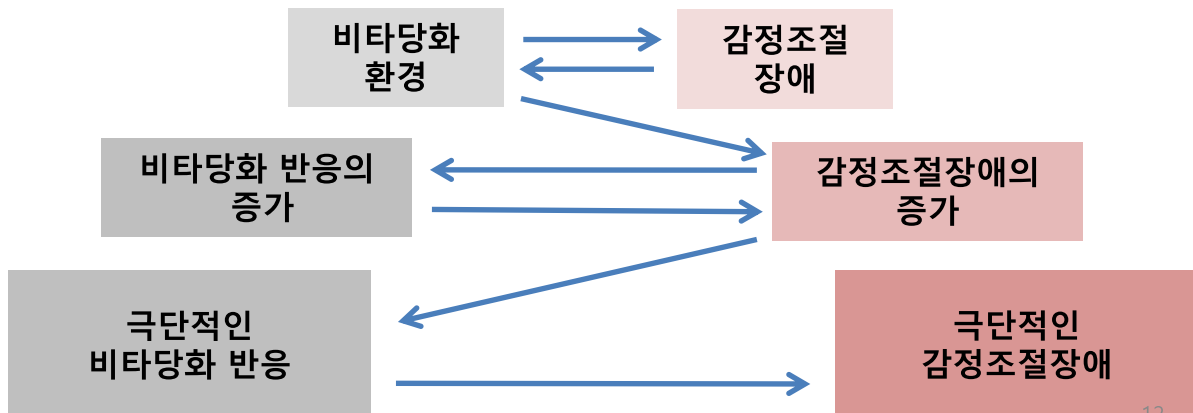 비타당화
환경
감정조절
장애
비타당화 반응의
증가
감정조절장애의
증가
극단적인
비타당화 반응
극단적인
감정조절장애